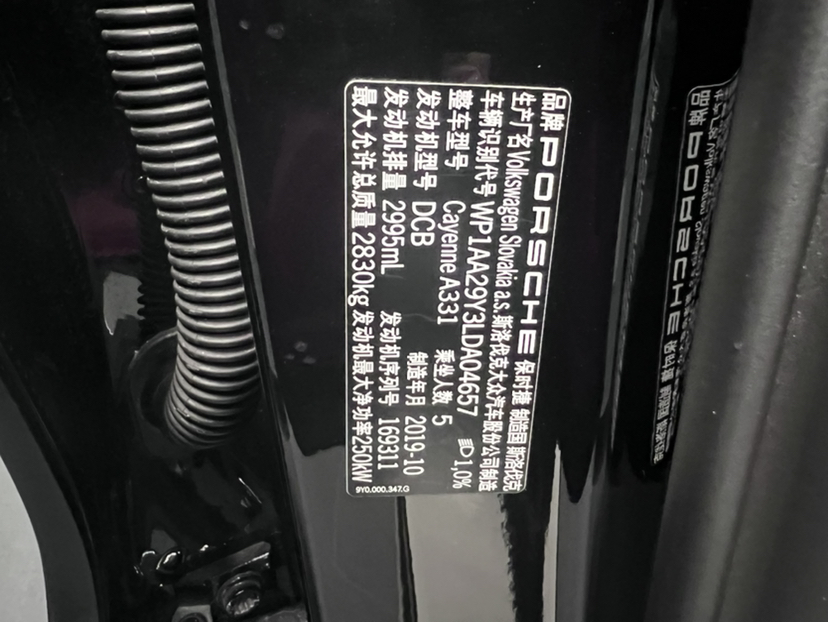 品牌 PORSCHE 保时捷 制造国 斯洛伐克
生产厂名 Volkswagen Slovakia a.s. 斯洛伐克大众汽车股份公司制造
车辆识别代号 WP1AA29Y3LDA04657 1,0%
整车型号 Cayenne A331 乘坐人数 5
发动机型号 DCB 制造年月 2019-10
发动机排量 2995mL 发动机序列号 169311
最大允许总质量 2830kg 发动机最大净功率 250kW
9Y0.000.347.G